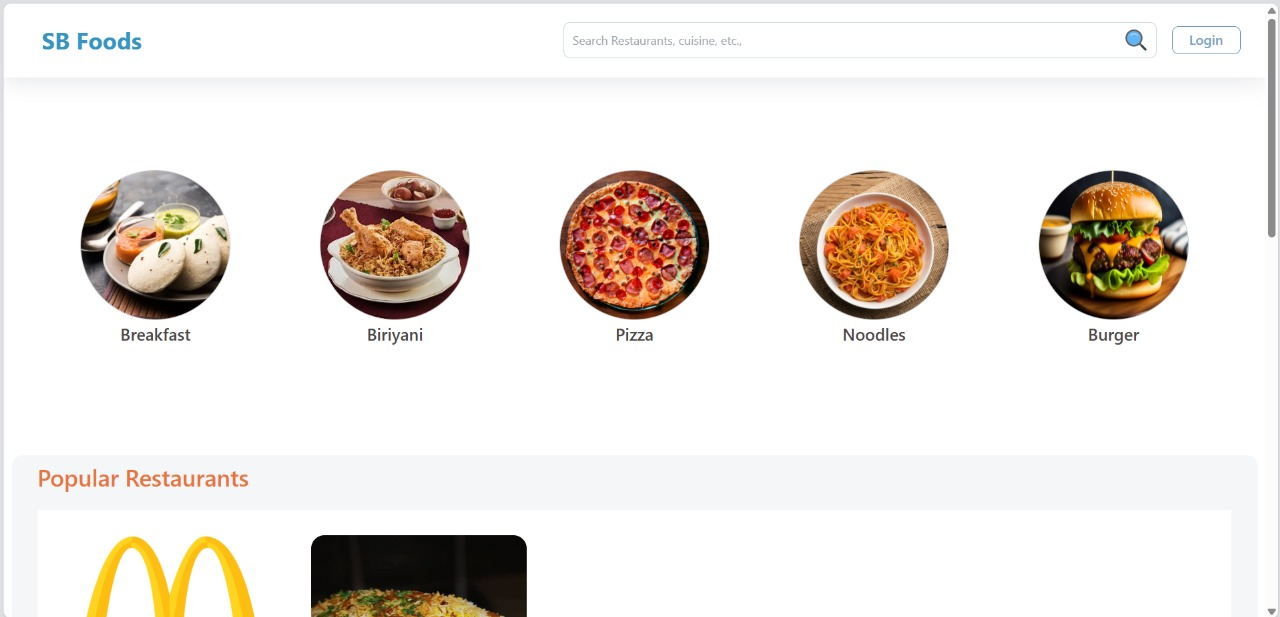 SB Foods
Search Restaurants, cuisine, etc.,
Login
Breakfast
Biriyani
Pizza
Noodles
Burger
Popular Restaurants